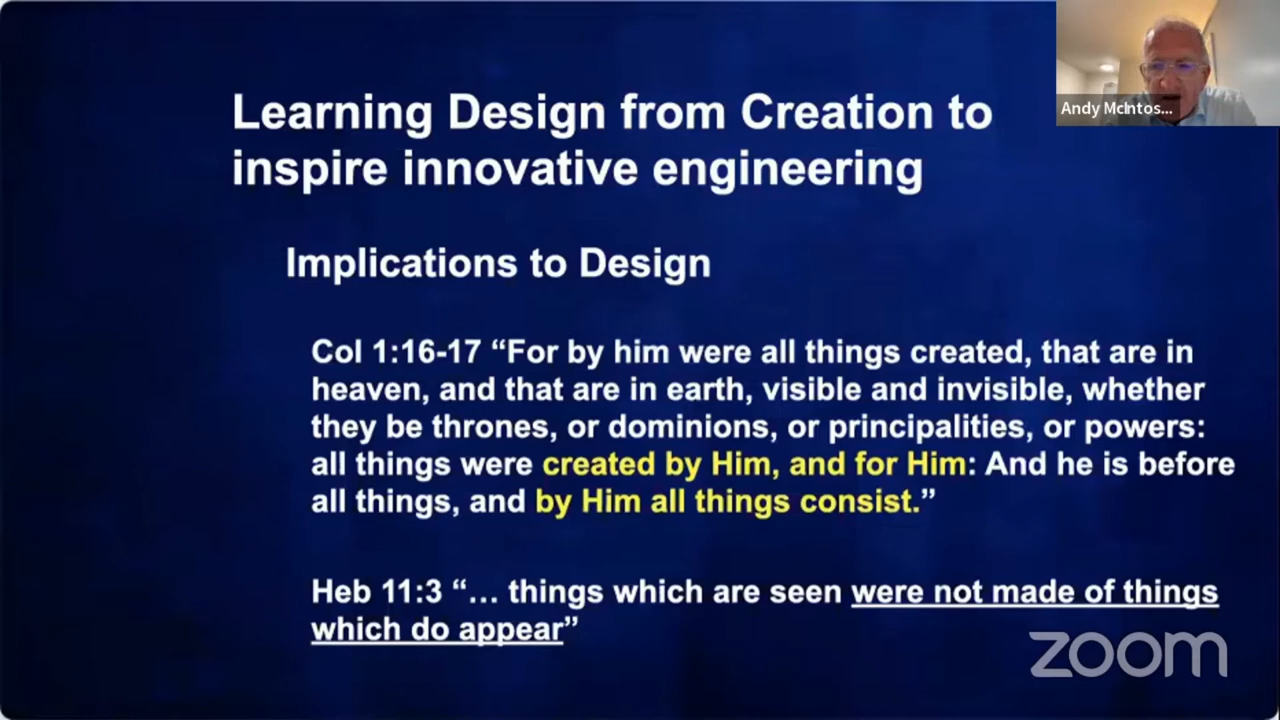 Andy McIntos...
Learning Design from Creation to
inspire innovative engineering
Implications to Design
Col 1:16-17 “For by him were all things created, that are in
heaven, and that are in earth, visible and invisible, whether
they be thrones, or dominions, or principalities, or powers:
all things were created by Him, and for Him: And he is before
all things, and by Him all things consist.”
Heb 11:3 “… things which are seen were not made of things
which do appear”
zoom